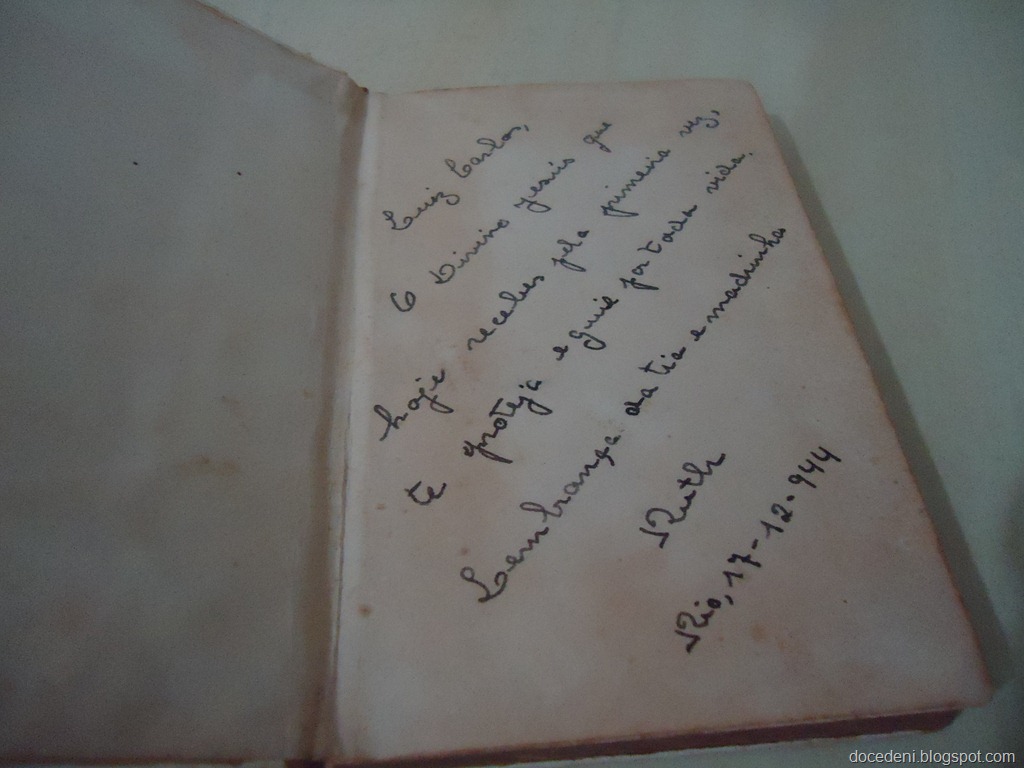 Luiz Carlos,
O Divino Jesús que
hoje recebes pela primeira vez,
te proteja e guie por toda vida.
Lembrança da tia e madrinha
Ruth
Rio, 17-12-944
docedeni.blogspot.com